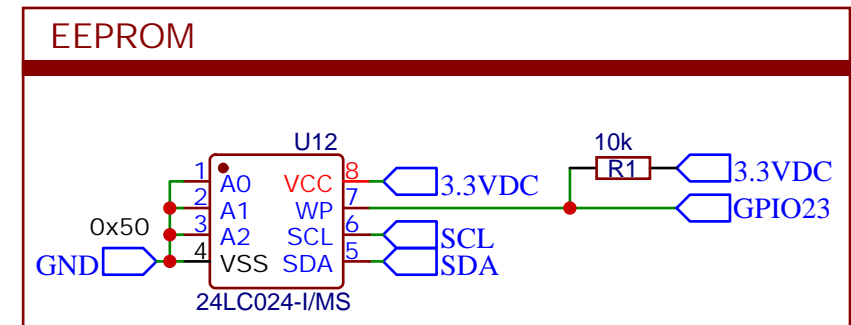 EEPROM
U12
10k
1 A0 VCC 8 3.3VDC R1 3.3VDC
2 A1 WP 7 GPIO23
0x50 3 A2 SCL 6 SCL
GND 4 VSS SDA 5 SDA
24LC024-I/MS